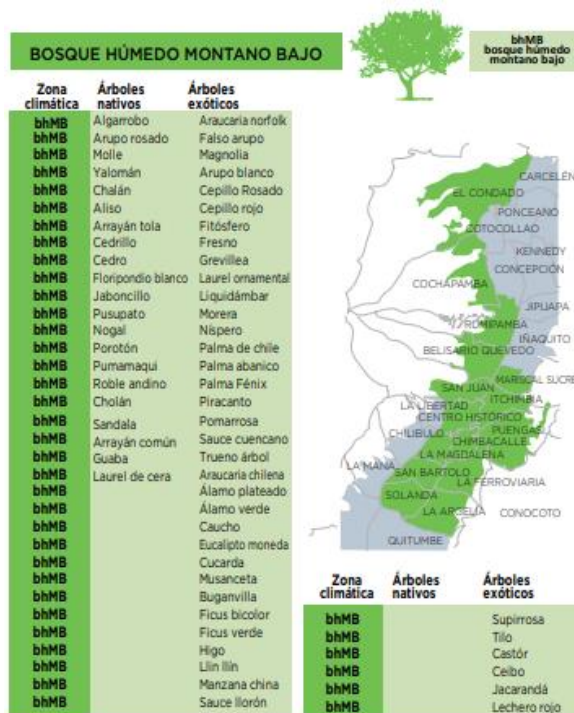 BOSQUE HÚMEDO MONTANO BAJO
bhMB
bosque húmedo
montano bajo
Zona climática Árboles nativos Árboles exóticos
bhMB Algarrobo Araucaria norfolk
bhMB Arupo rosado Falso arupo
bhMB Molle Magnolia
bhMB Yalomán Arupo blanco
bhMB Chalán Cepillo Rosado
bhMB Aliso Cepillo rojo
bhMB Arrayán tola Fitósfero
bhMB Cedrillo Fresno
bhMB Cedro Grevillea
bhMB Floripondio blanco Laurel ornamental
bhMB Jaboncillo Liquidámbar
bhMB Pusupato Morera
bhMB Nogal Níspero
bhMB Porotón Palma de chile
bhMB Pumamaqui Palma abanico
bhMB Roble andino Palma Fénix
bhMB Cholán Piracanto
bhMB Sandala Pomarrosa
bhMB Arrayán común Sauce cuencano
bhMB Guaba Trueno árbol
bhMB Laurel de cera Araucaria chilena
bhMB Álamo plateado
bhMB Álamo verde
bhMB Caucho
bhMB Eucalipto moneda
bhMB Cucarda
bhMB Musanceta
bhMB Buganvilla
bhMB Ficus bicolor
bhMB Ficus verde
bhMB Higo
bhMB Llin llín
bhMB Manzana china
bhMB Sauce llorón
CARCELÉN
EL CONDADO
PONCEANO
COTOCOLLAO
KENNEDY
CONCEPCIÓN
COCHAPAMBA
JIPIJAPA
RUMIPAMBA
IÑAQUITO
BELISARIO QUEVEDO
MARISCAL SUCRE
SAN JUAN
ITCHIMBIA
LA LIBERTAD
CENTRO HISTÓRICO
PUENGAS
CHILIBULO
CHIMBACALLE
LA MAGDALENA
LA MANA
SAN BARTOLO
LA FERROVIARIA
SOLANDA
LA ARGELIA
CONOCOTO
QUITUMBE
Zona climática Árboles nativos Árboles exóticos
bhMB Supirrosa
bhMB Tilo
bhMB Castór
bhMB Ceibo
bhMB Jacarandá
bhMB Lechero rojo